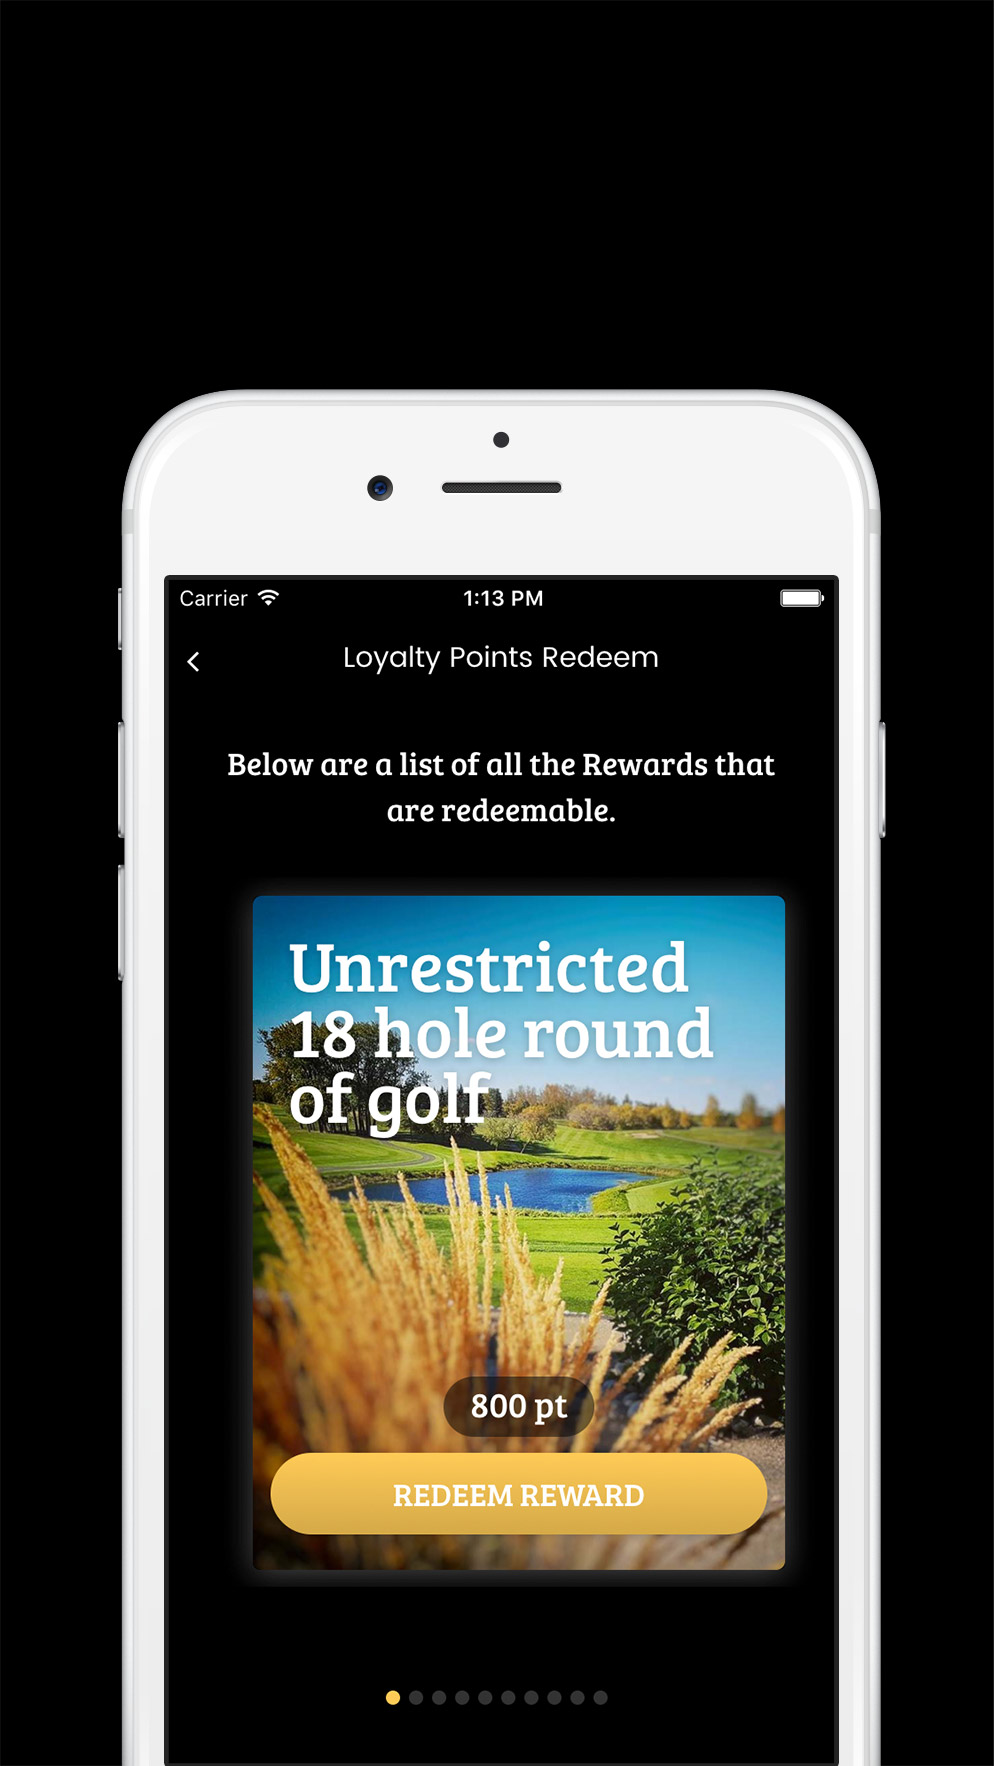 Carrier 1:13 PM
Loyalty Points Redeem
Below are a list of all the Rewards that
are redeemable.
Unrestricted
18 hole round
of golf
800 pt
REDEEM REWARD